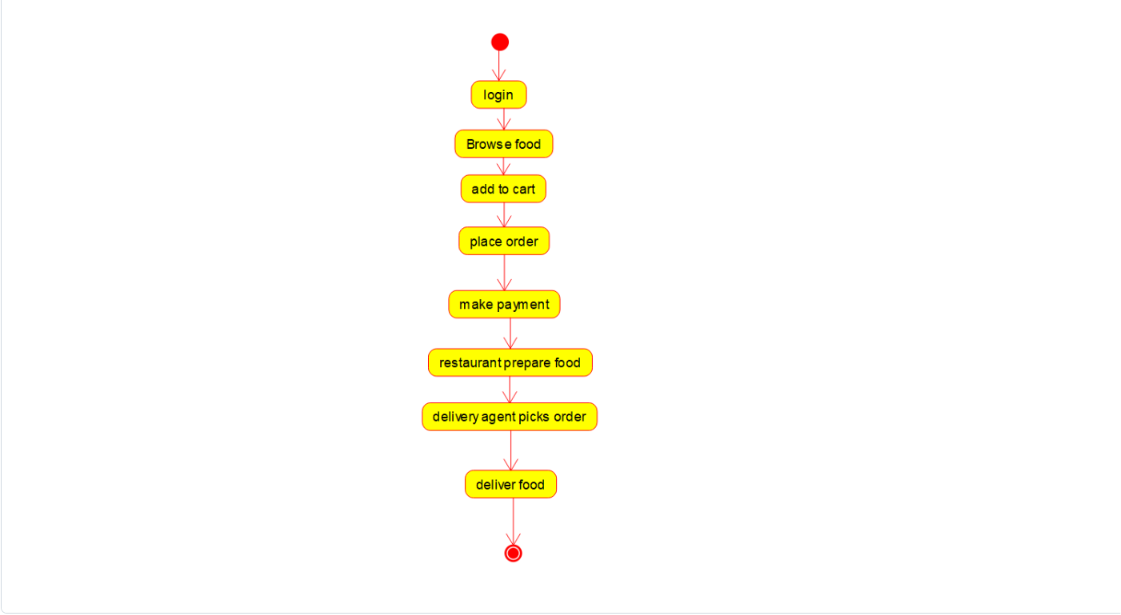 login
Browse food
add to cart
place order
make payment
restaurant prepare food
delivery agent picks order
deliver food